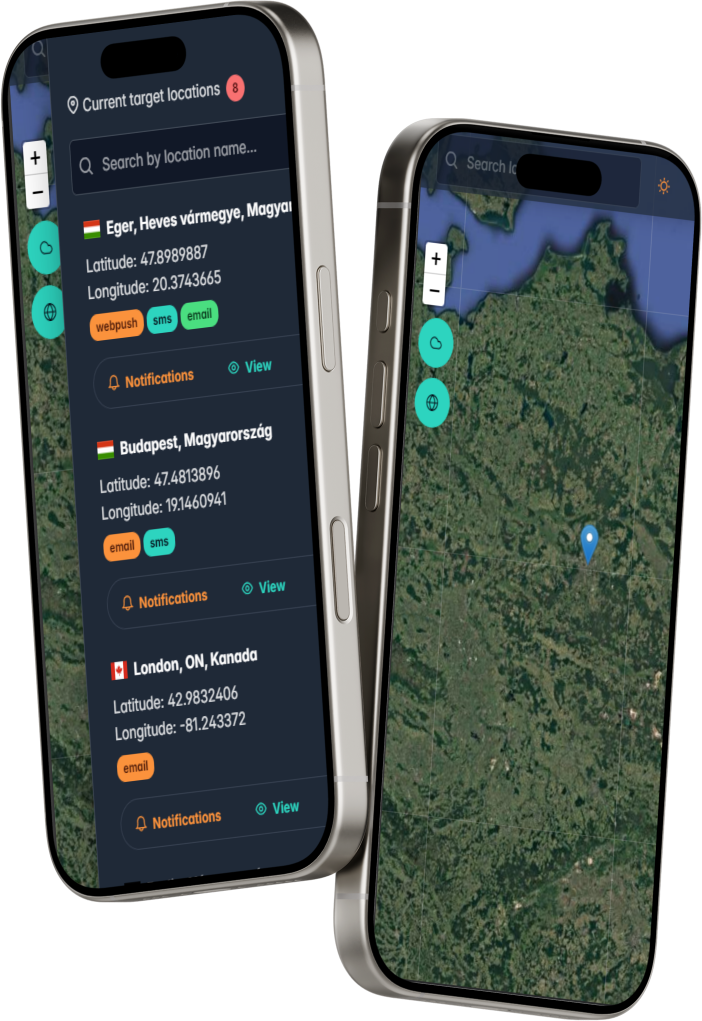 Current target locations 8
Search by location name...
Eger, Heves vármegye, Magyar
Latitude: 47.8989887
Longitude: 20.3743665
webpush sms email
Notifications View
Budapest, Magyarország
Latitude: 47.4813896
Longitude: 19.1460941
email sms
Notifications View
London, ON, Kanada
Latitude: 42.9832406
Longitude: -81.243372
email
Notifications View
+
−
Search lo
+
−